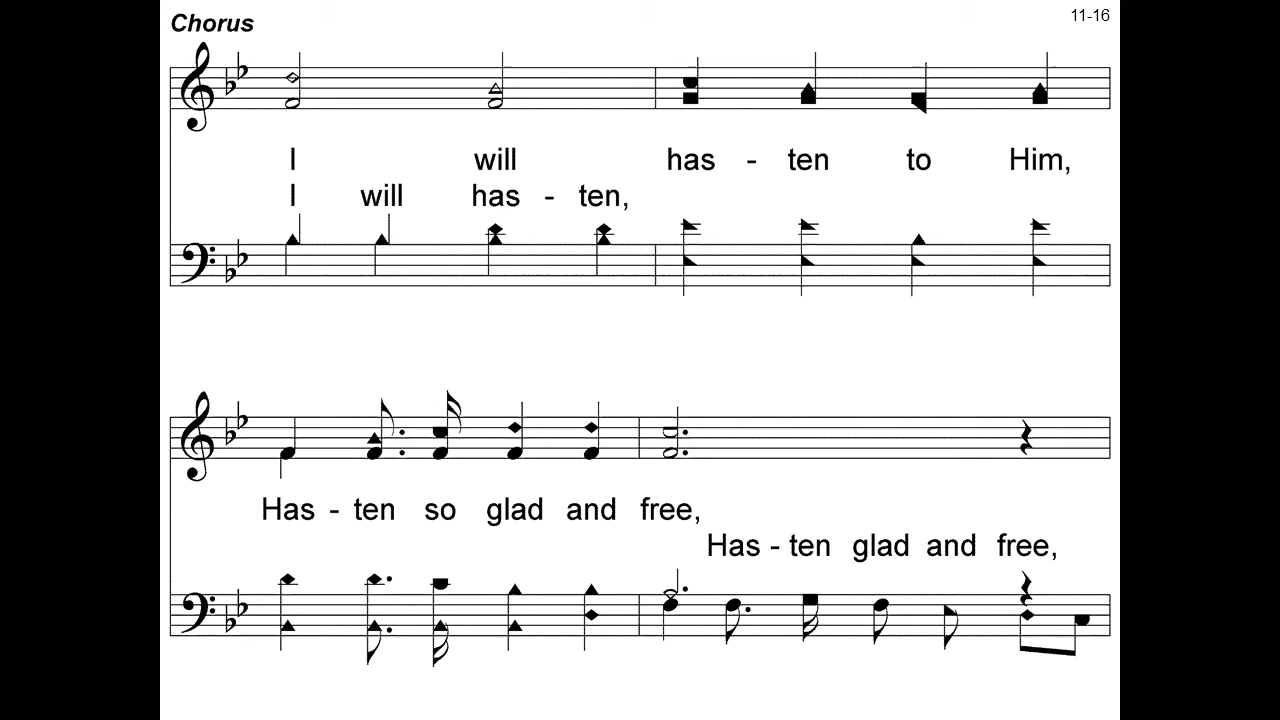 Chorus
11-16
I will has - ten to Him,
I will has - ten,
Has - ten so glad and free,
Has - ten glad and free,